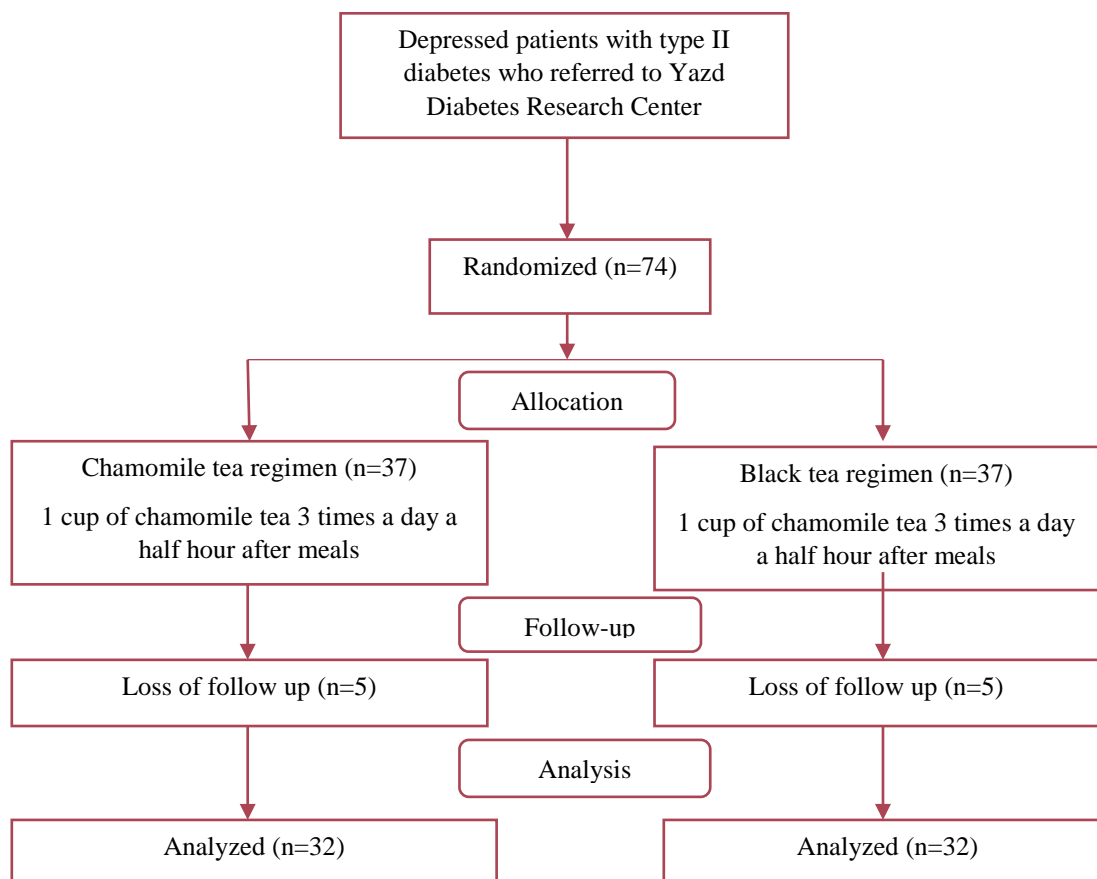 Depressed patients with type II
diabetes who referred to Yazd
Diabetes Research Center
Randomized (n=74)
Allocation
Chamomile tea regimen (n=37)
1 cup of chamomile tea 3 times a day a
half hour after meals
Black tea regimen (n=37)
1 cup of chamomile tea 3 times a day
a half hour after meals
Follow-up
Loss of follow up (n=5)
Loss of follow up (n=5)
Analysis
Analyzed (n=32)
Analyzed (n=32)